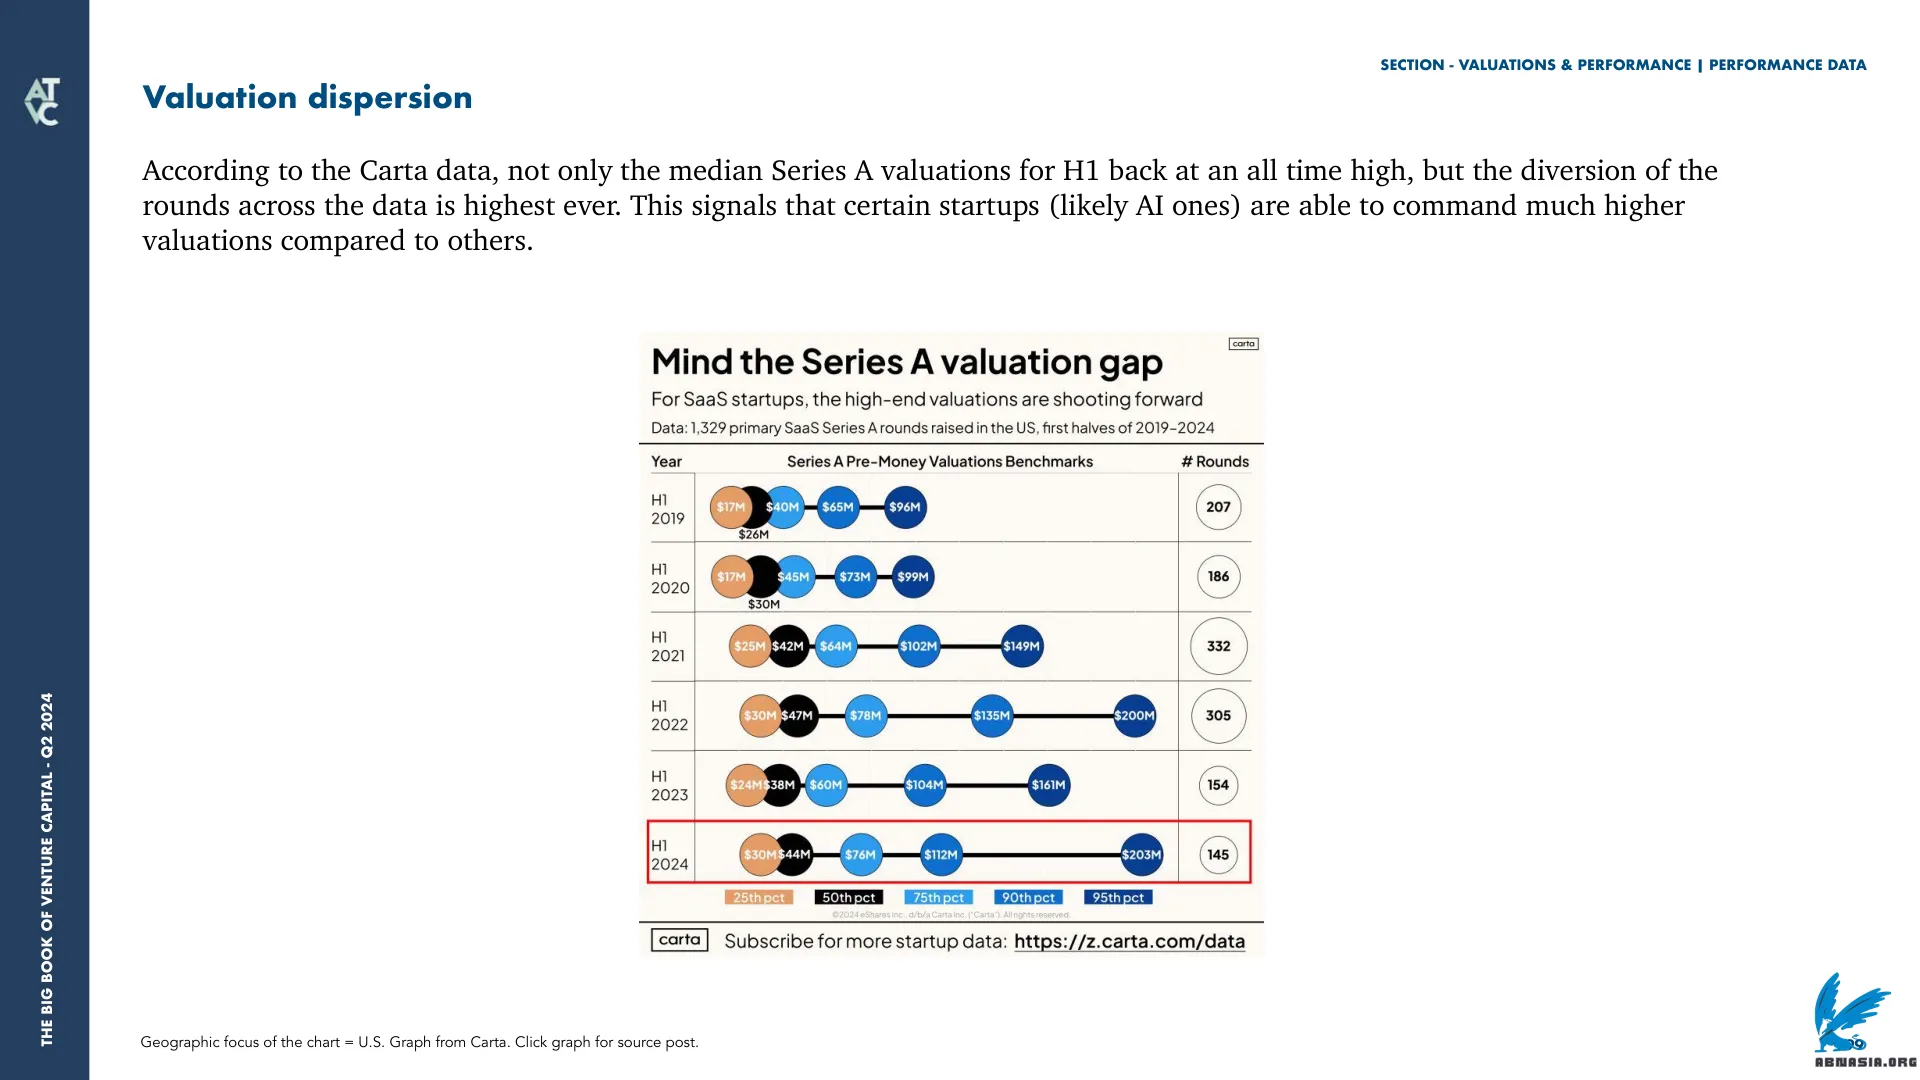 SECTION - VALUATIONS & PERFORMANCE | PERFORMANCE DATA
AT
VC
Valuation dispersion
According to the Carta data, not only the median Series A valuations for H1 back at an all time high, but the diversion of the
rounds across the data is highest ever. This signals that certain startups (likely AI ones) are able to command much higher
valuations compared to others.
carta
Mind the Series A valuation gap
For SaaS startups, the high-end valuations are shooting forward
Data: 1,329 primary SaaS Series A rounds raised in the US, first halves of 2019–2024
Year Series A Pre-Money Valuations Benchmarks # Rounds
H1
2019
$17M $40M $65M $96M 207
$26M
H1
2020
$17M $45M $73M $99M 186
$30M
H1
2021
$25M $42M $64M $102M $149M 332
H1
2022
$30M $47M $78M $135M $200M 305
H1
2023
$24M $38M $60M $104M $161M 154
H1
2024
$30M $44M $76M $112M $203M 145
25th pct 50th pct 75th pct 90th pct 95th pct
©2024 eShares Inc., d/b/a Carta Inc. ("Carta"). All rights reserved.
carta Subscribe for more startup data: https://z.carta.com/data
THE BIG BOOK OF VENTURE CAPITAL - Q2 2024
Geographic focus of the chart = U.S. Graph from Carta. Click graph for source post.
ABNASIA.ORG